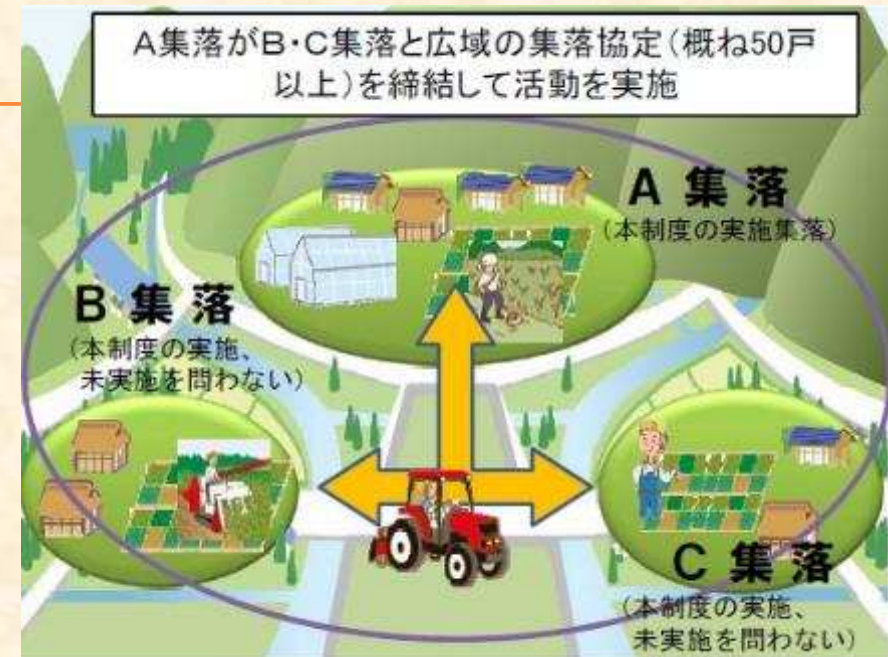 A集落がB・C集落と広域の集落協定(概ね50戸
以上)を締結して活動を実施
A 集 落
(本制度の実施集落)
B 集 落
(本制度の実施、
未実施を問わない)
C 集 落
(本制度の実施、
未実施を問わない)